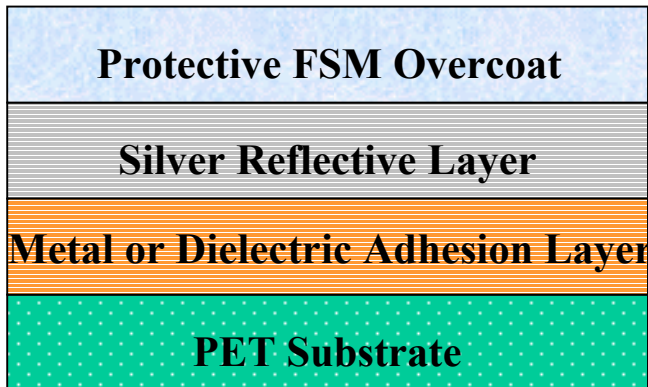 Protective FSM Overcoat
Silver Reflective Layer
Metal or Dielectric Adhesion Layer
PET Substrate